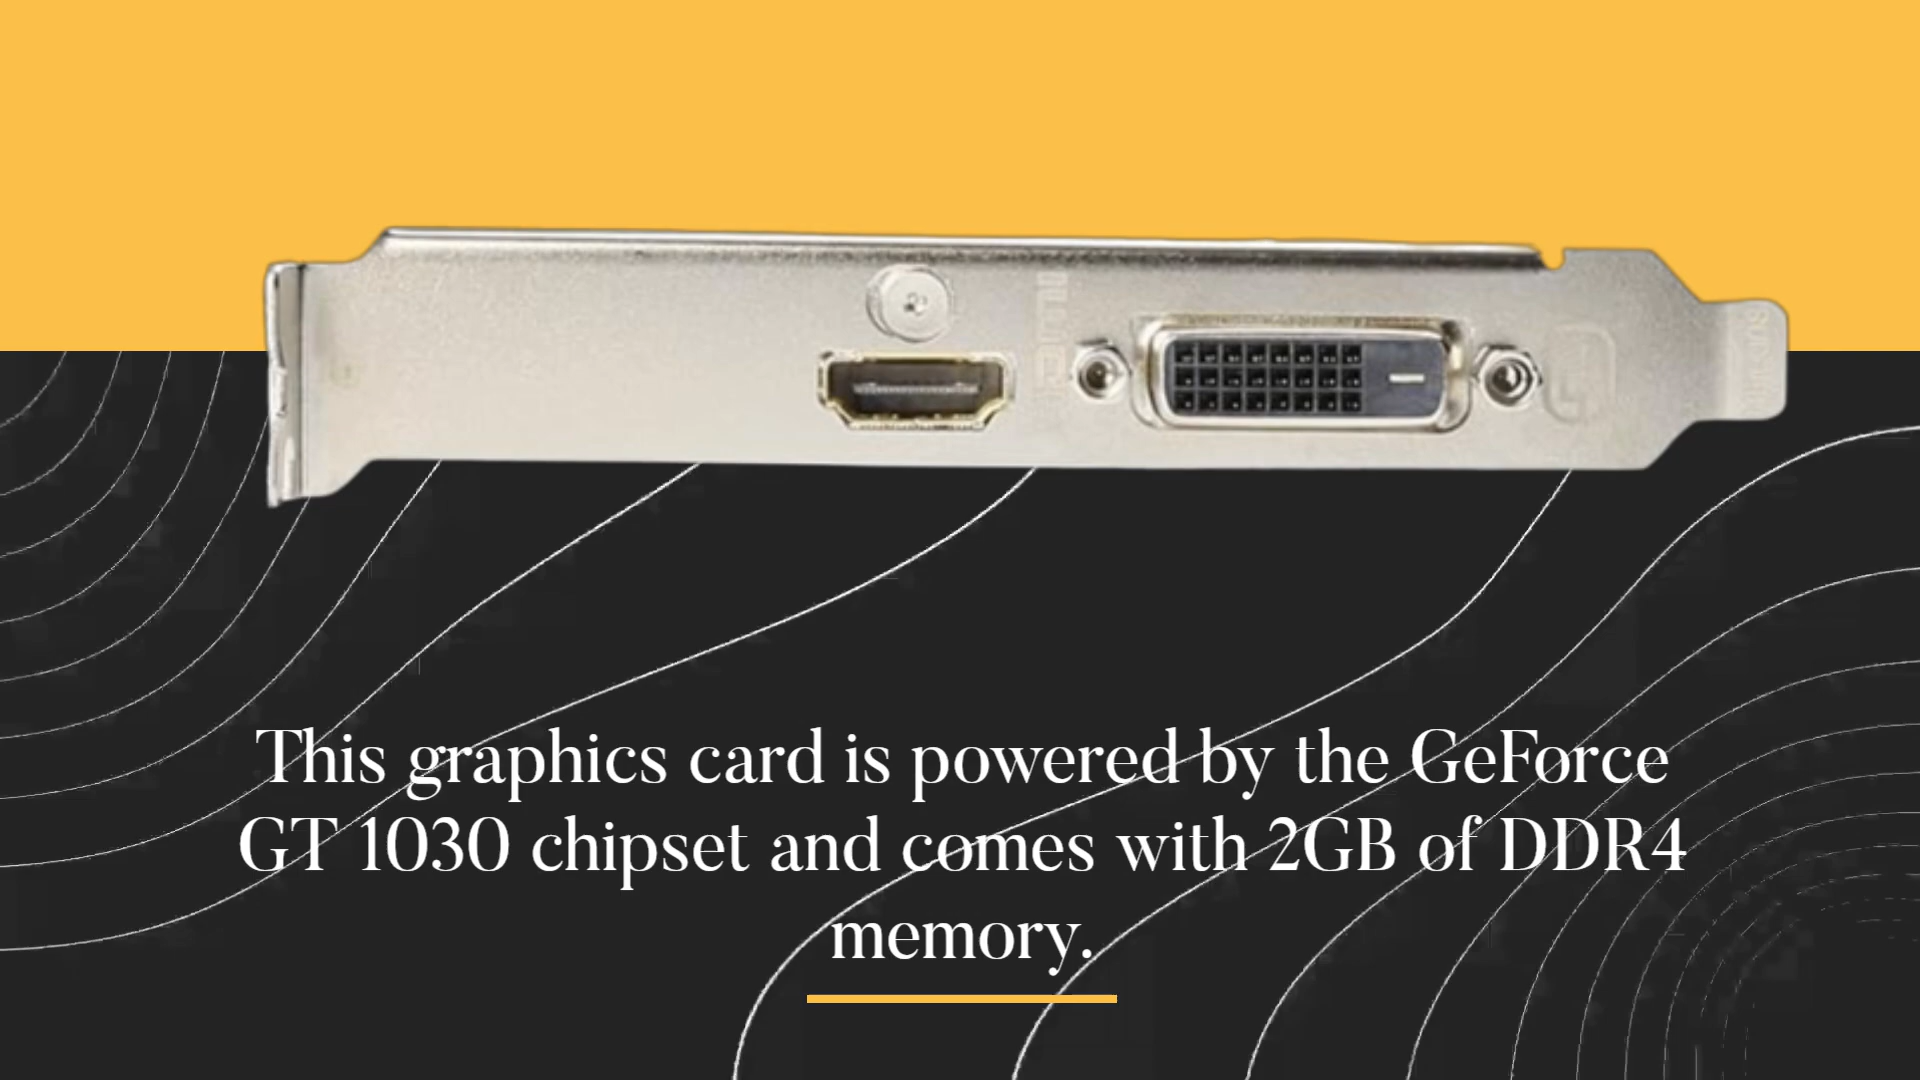 This graphics card is powered by the GeForce
GT 1030 chipset and comes with 2GB of DDR4
memory.